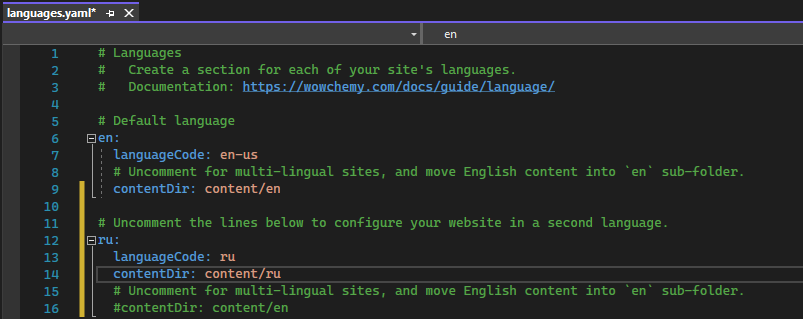 languages.yaml*
en
1 # Languages
2 #   Create a section for each of your site's languages.
3 #   Documentation: https://wowchemy.com/docs/guide/language/
4
5 # Default language
6 en:
7   languageCode: en-us
8   # Uncomment for multi-lingual sites, and move English content into `en` sub-folder.
9   contentDir: content/en
10
11 # Uncomment the lines below to configure your website in a second language.
12 ru:
13   languageCode: ru
14   contentDir: content/ru
15   # Uncomment for multi-lingual sites, and move English content into `en` sub-folder.
16   #contentDir: content/en